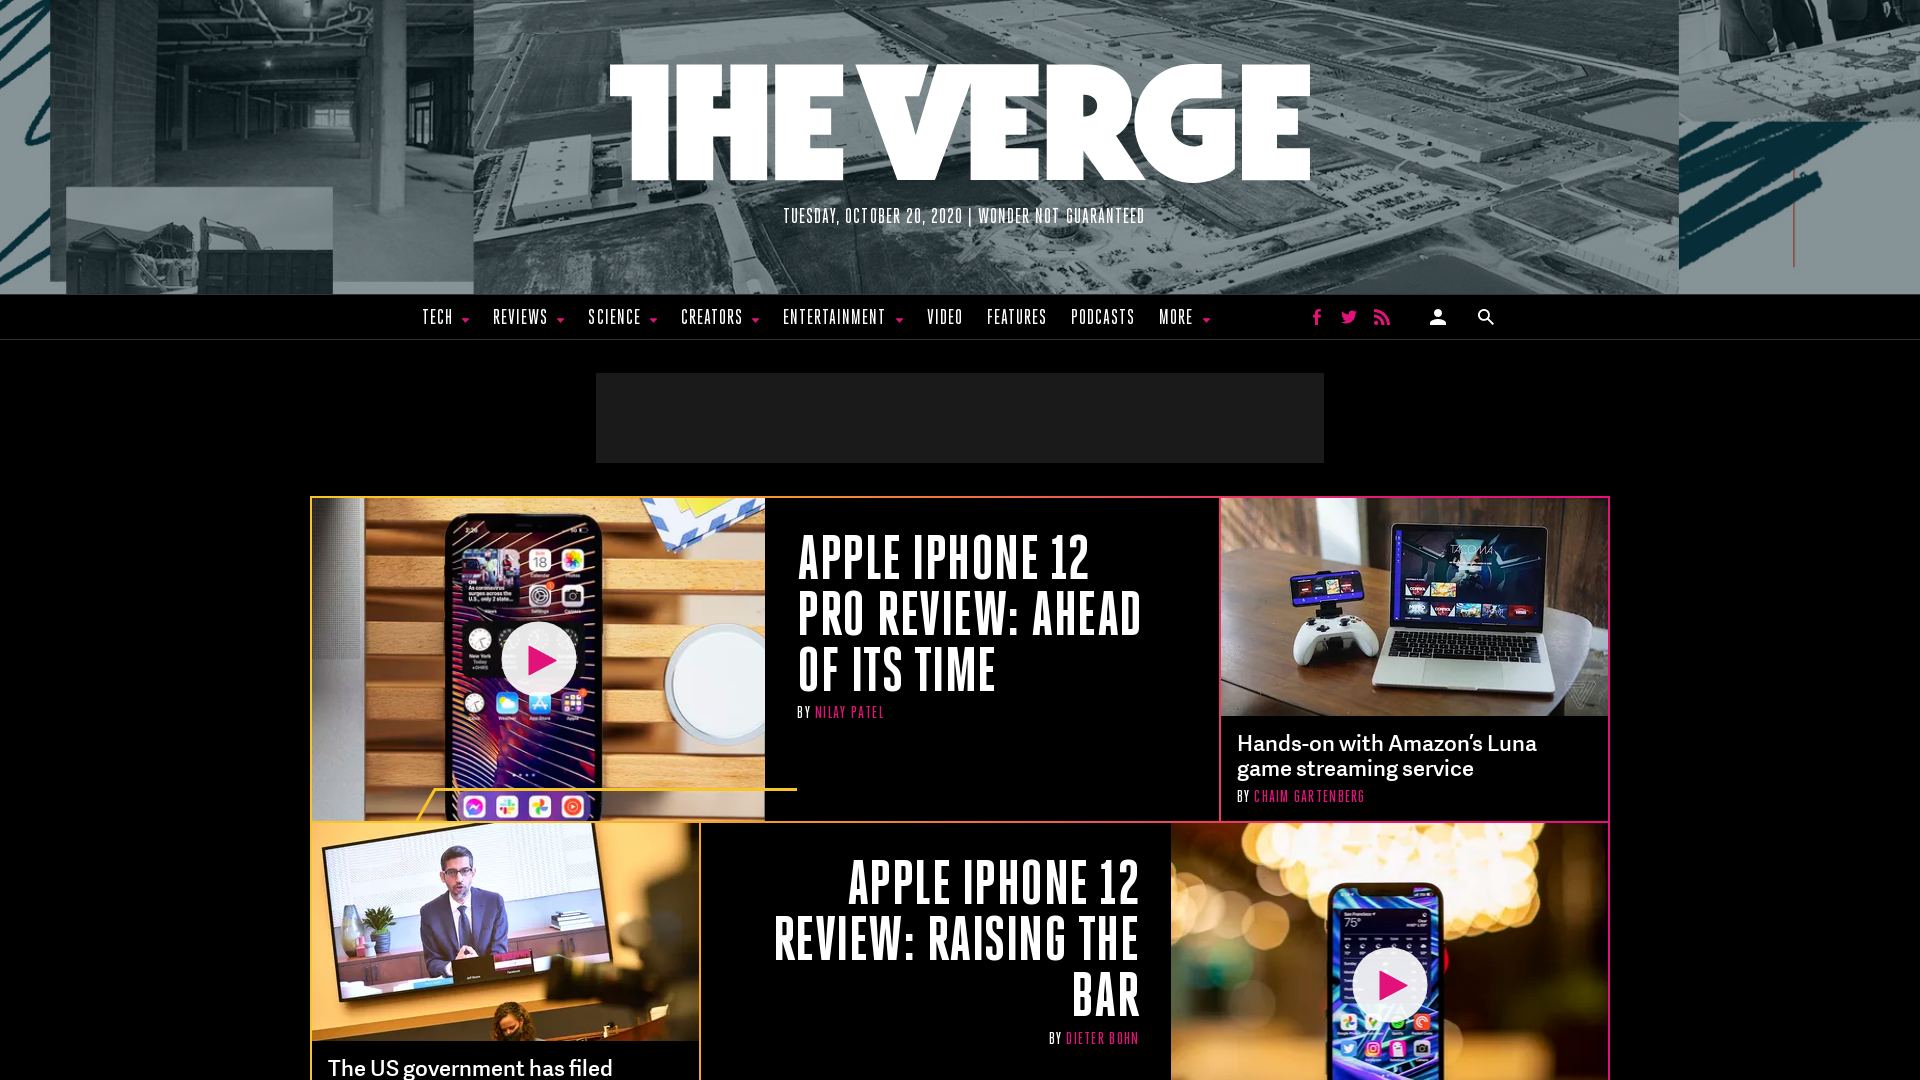 THE VERGE
TUESDAY, OCTOBER 20, 2020 | WONDER NOT GUARANTEED
TECH REVIEWS SCIENCE CREATORS ENTERTAINMENT VIDEO FEATURES PODCASTS MORE
APPLE IPHONE 12
PRO REVIEW: AHEAD
OF ITS TIME
BY NILAY PATEL
TACOMA
Hands-on with Amazon's Luna
game streaming service
BY CHAIM GARTENBERG
APPLE IPHONE 12
REVIEW: RAISING THE
BAR
BY DIETER BOHN
The US government has filed